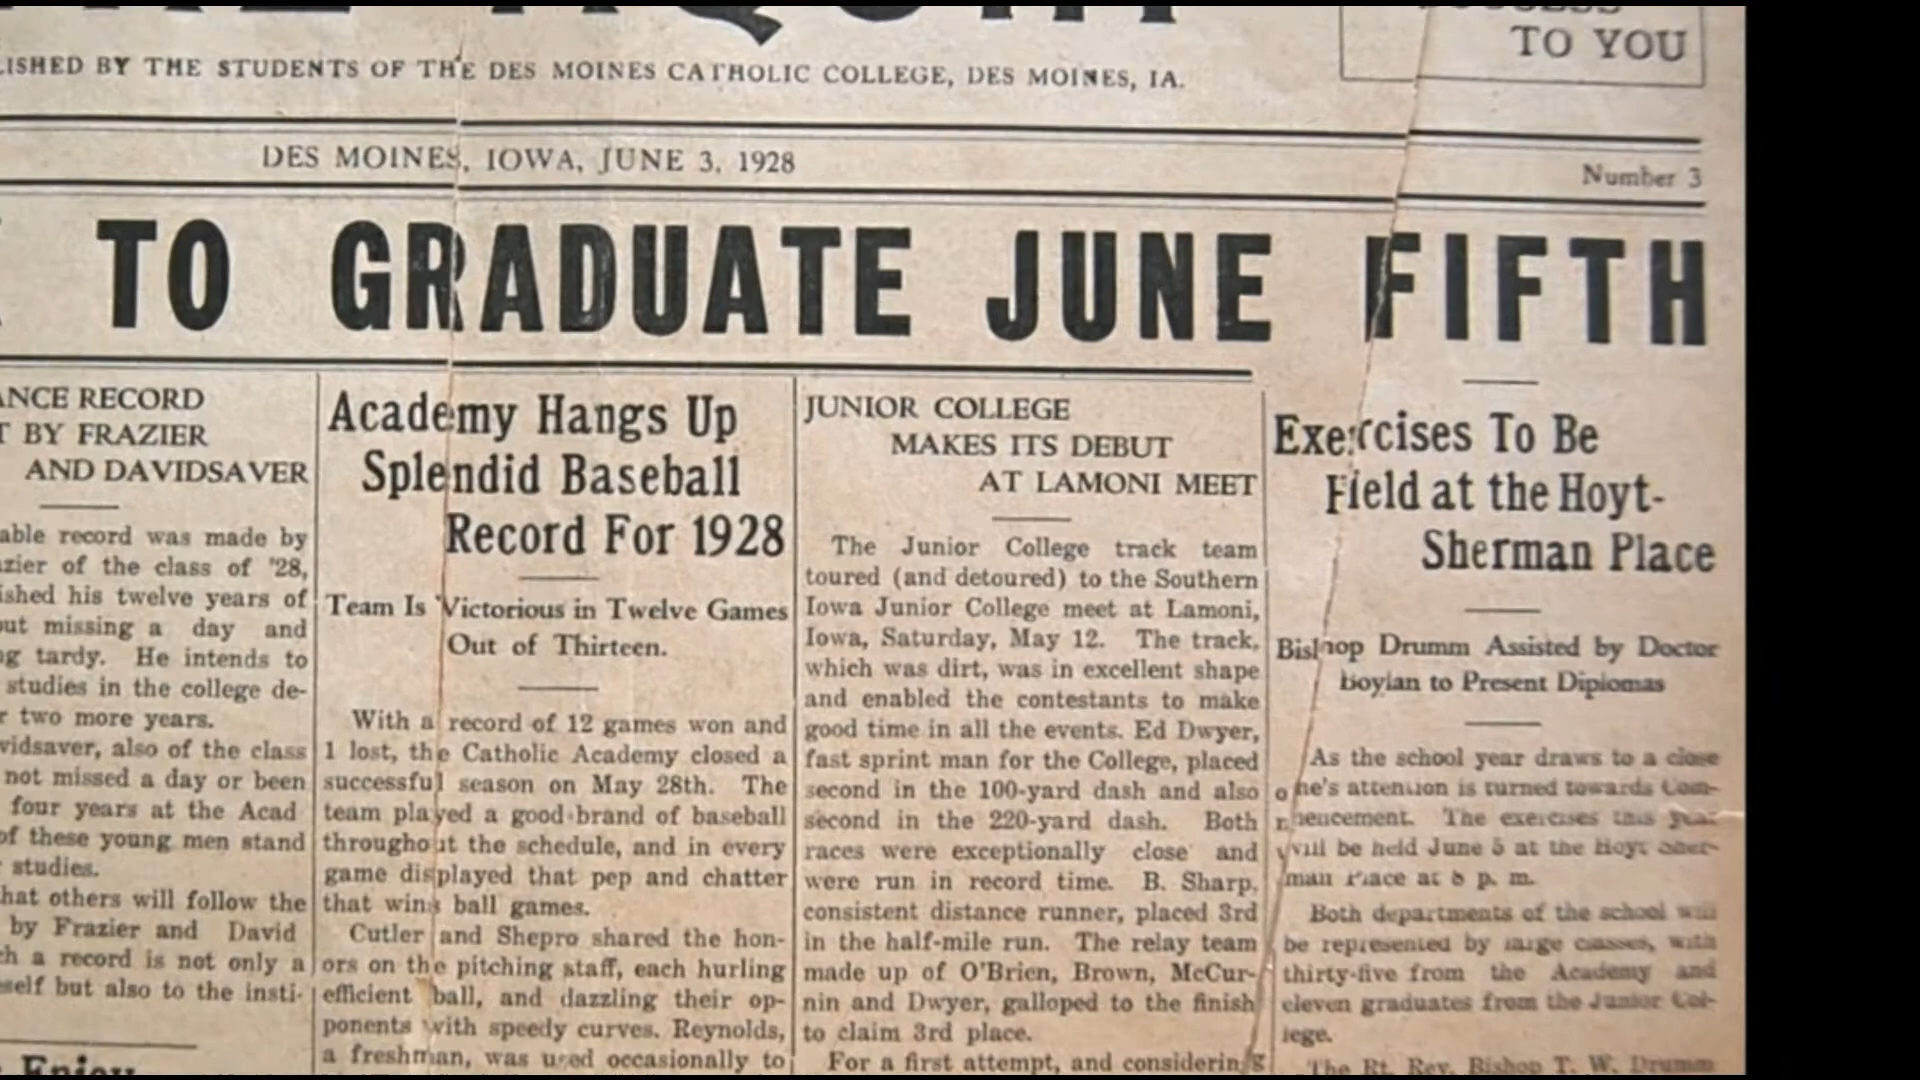 SUCCESS
TO YOU
LISHED BY THE STUDENTS OF THE DES MOINES CATHOLIC COLLEGE, DES MOINES, IA.
DES MOINES, IOWA, JUNE 3, 1928
Number 3
TO GRADUATE JUNE FIFTH
ANCE RECORD
T BY FRAZIER
AND DAVIDSAVER
able record was made by
zier of the class of '28,
ished his twelve years of
out missing a day and
ng tardy. He intends to
studies in the college de-
r two more years.
vidsaver, also of the class
not missed a day or been
four years at the Acad
of these young men stand
studies.
hat others will follow the
by Frazier and David
ch a record is not only a
self but also to the insti-
Enjoy
Academy Hangs Up
Splendid Baseball
Record For 1928
Team Is Victorious in Twelve Games
Out of Thirteen.
With a record of 12 games won and
1 lost, the Catholic Academy closed a
successful season on May 28th. The
team played a good brand of baseball
throughout the schedule, and in every
game displayed that pep and chatter
that wins ball games.
Cutler and Shepro shared the hon-
ors on the pitching staff, each hurling
efficient ball, and dazzling their op-
ponents with speedy curves. Reynolds,
a freshman, was used occasionally to
JUNIOR COLLEGE
MAKES ITS DEBUT
AT LAMONI MEET
The Junior College track team
toured (and detoured) to the Southern
Iowa Junior College meet at Lamoni,
Iowa, Saturday, May 12. The track,
which was dirt, was in excellent shape
and enabled the contestants to make
good time in all the events. Ed Dwyer,
fast sprint man for the College, placed
second in the 100-yard dash and also
second in the 220-yard dash. Both
races were exceptionally close and
were run in record time. B. Sharp,
consistent distance runner, placed 3rd
in the half-mile run. The relay team
made up of O'Brien, Brown, McCur-
nin and Dwyer, galloped to the finish
to claim 3rd place.
For a first attempt, and considering
Exercises To Be
Field at the Hoyt-
Sherman Place
Bishop Drumm Assisted by Doctor
Boylan to Present Diplomas
As the school year draws to a close
one's attention is turned towards Com-
mencement. The exercises this year
will be held June 5 at the Hoyt Sher-
man Place at 8 p. m.
Both departments of the school will
be represented by large classes, with
thirty-five from the Academy and
eleven graduates from the Junior Col-
lege.
The Rt. Rev. Bishop T. W. Drumm